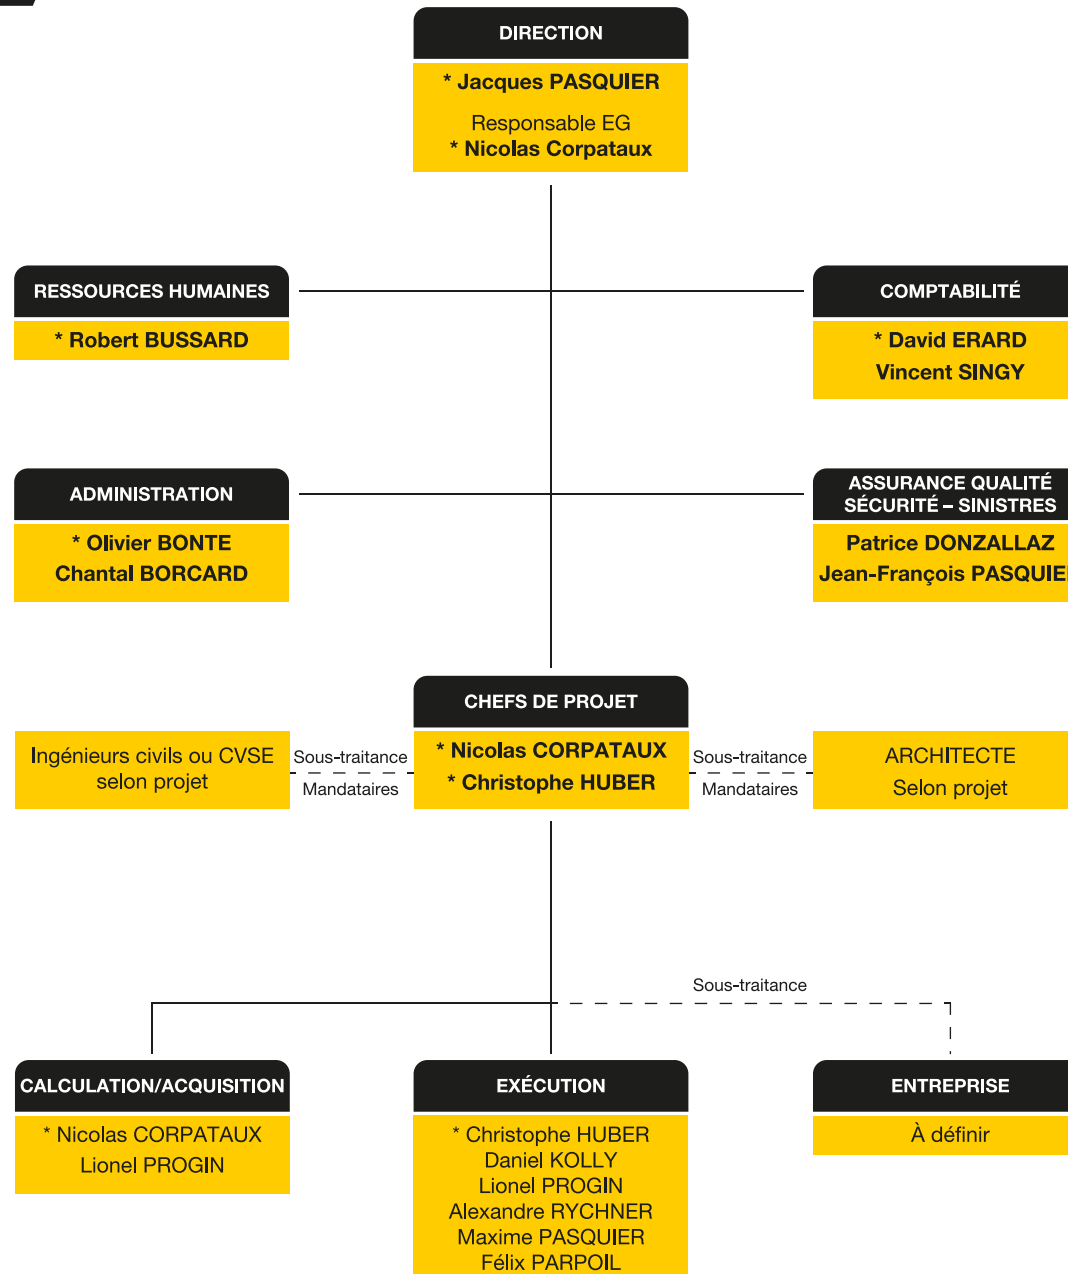 DIRECTION
* Jacques PASQUIER
Responsable EG
* Nicolas Corpataux
RESSOURCES HUMAINES
* Robert BUSSARD
COMPTABILITÉ
* David ERARD
Vincent SINGY
ADMINISTRATION
* Olivier BONTE
Chantal BORCARD
ASSURANCE QUALITÉ
SÉCURITÉ – SINISTRES
Patrice DONZALLAZ
Jean-François PASQUIER
CHEFS DE PROJET
* Nicolas CORPATAUX
* Christophe HUBER
Ingénieurs civils ou CVSE
selon projet
Sous-traitance
Mandataires
Sous-traitance
Mandataires
ARCHITECTE
Selon projet
Sous-traitance
CALCULATION/ACQUISITION
* Nicolas CORPATAUX
Lionel PROGIN
EXÉCUTION
* Christophe HUBER
Daniel KOLLY
Lionel PROGIN
Alexandre RYCHNER
Maxime PASQUIER
Félix PARPOIL
ENTREPRISE
À définir